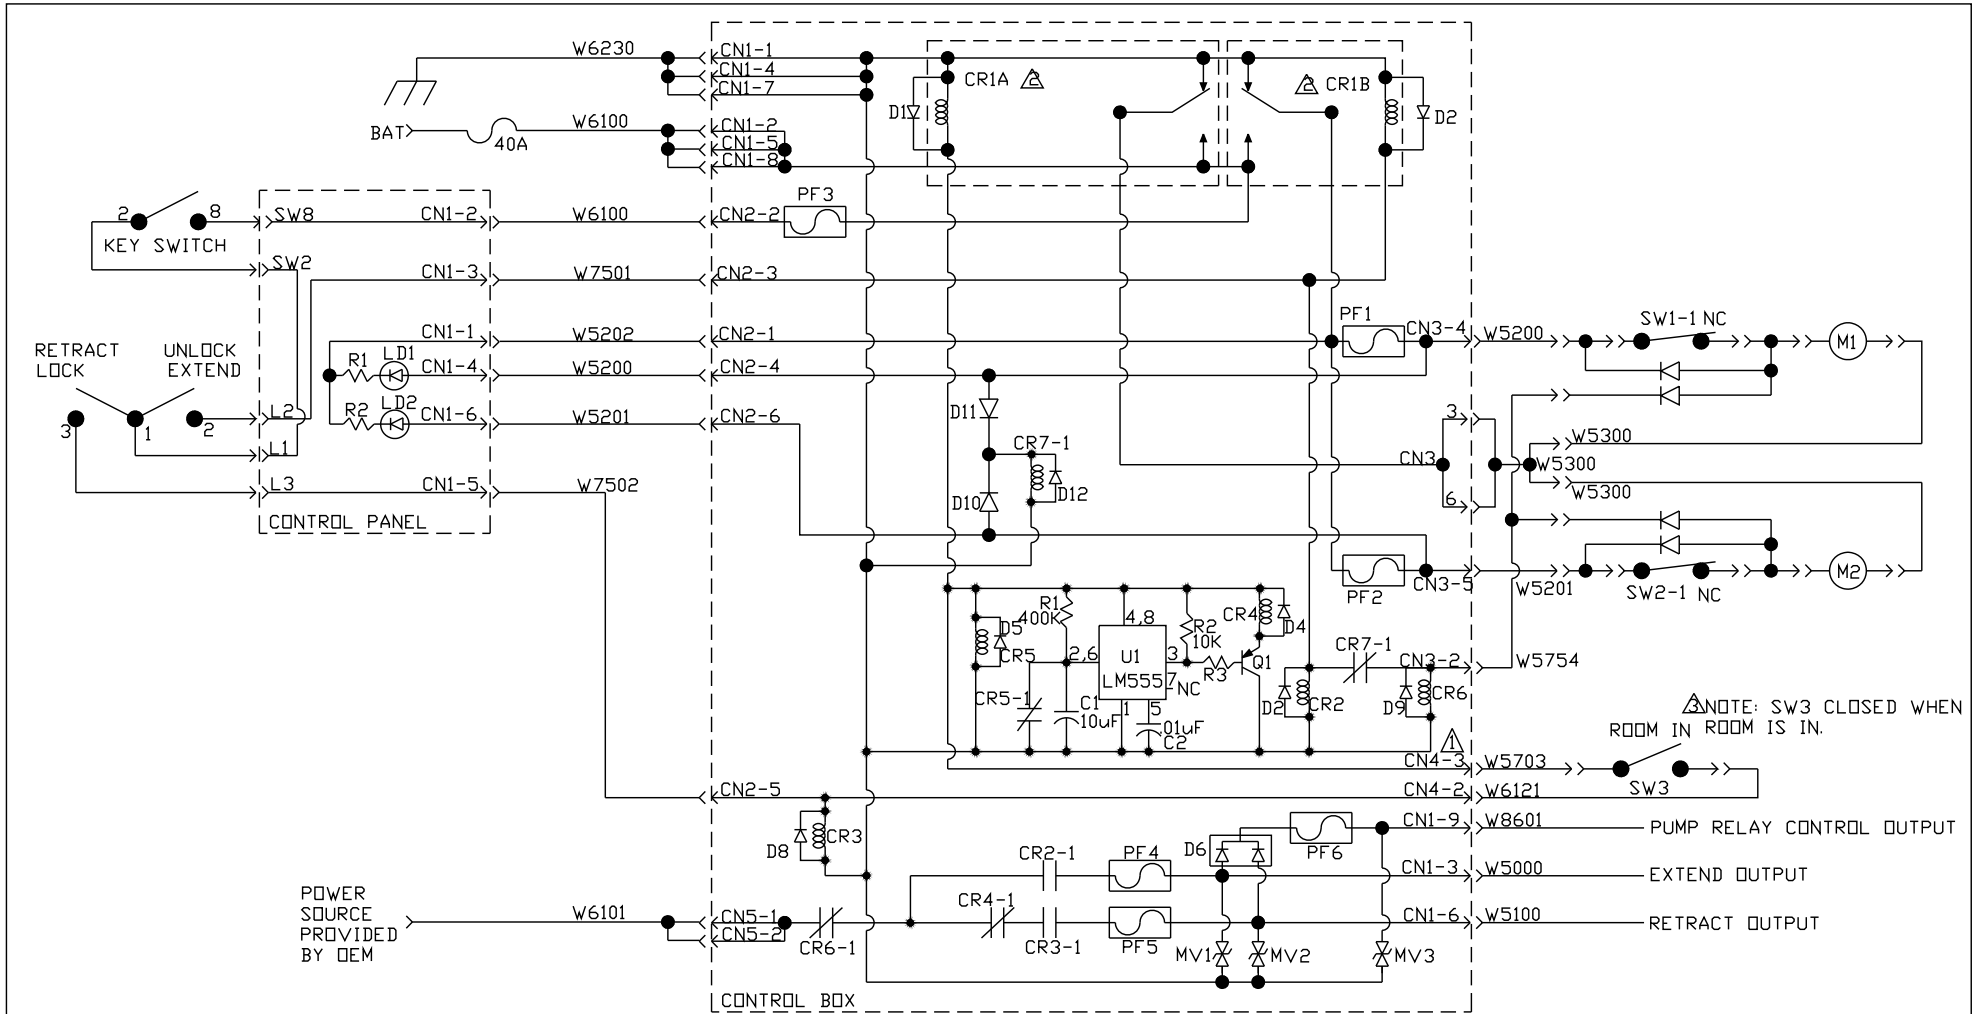 W6230
CN1-1
CN1-4
CN1-7
CR1A
2
2
CR1B
D1
D2
BAT
40A
W6100
CN1-2
CN1-5
CN1-8
PF3
2
8
KEY SWITCH
SW8
CN1-2
W6100
CN2-2
SW2
CN1-3
W7501
CN2-3
CN1-1
W5202
CN2-1
PF1
CN3-4
W5200
SW1-1 NC
M1
RETRACT
LOCK
UNLOCK
EXTEND
R1
LD1
CN1-4
W5200
CN2-4
R2
LD2
CN1-6
W5201
CN2-6
D11
CR7-1
D12
D10
3
1
2
L2
L1
L3
CN1-5
W7502
CONTROL PANEL
3
CN3
6
W5300
W5300
W5300
PF2
CN3-5
W5201
SW2-1 NC
M2
R1
400K
4,8
CR4
D4
D5
CR5
2,6
U1
LM555
3
7
NC
R2
10K
R3
Q1
CR7-1
CN3-2
W5754
CR5-1
C1
10uF
1
5
.01uF
C2
D2
CR2
D9
CR6
3
NOTE: SW3 CLOSED WHEN
ROOM IS IN.
ROOM IN
1
CN4-3
W5703
SW3
CN2-5
CN4-2
W6121
D8
CR3
D6
PF6
CN1-9
W8601
PUMP RELAY CONTROL OUTPUT
CR2-1
PF4
CN1-3
W5000
EXTEND OUTPUT
POWER
SOURCE
PROVIDED
BY OEM
W6101
CN5-1
CN5-2
CR6-1
CR4-1
CR3-1
PF5
CN1-6
W5100
RETRACT OUTPUT
MV1
MV2
MV3
CONTROL BOX